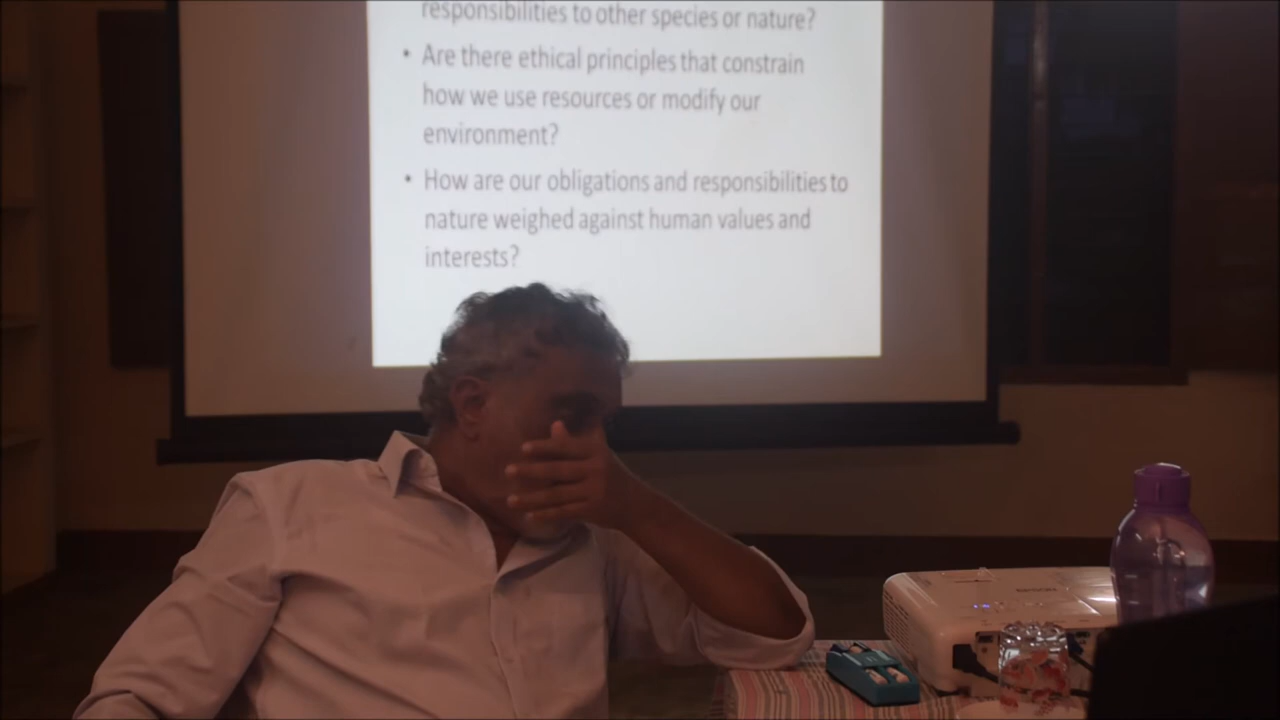 responsibilities to other species or nature?
• Are there ethical principles that constrain
how we use resources or modify our
environment?
• How are our obligations and responsibilities to
nature weighed against human values and
interests?
EPSON